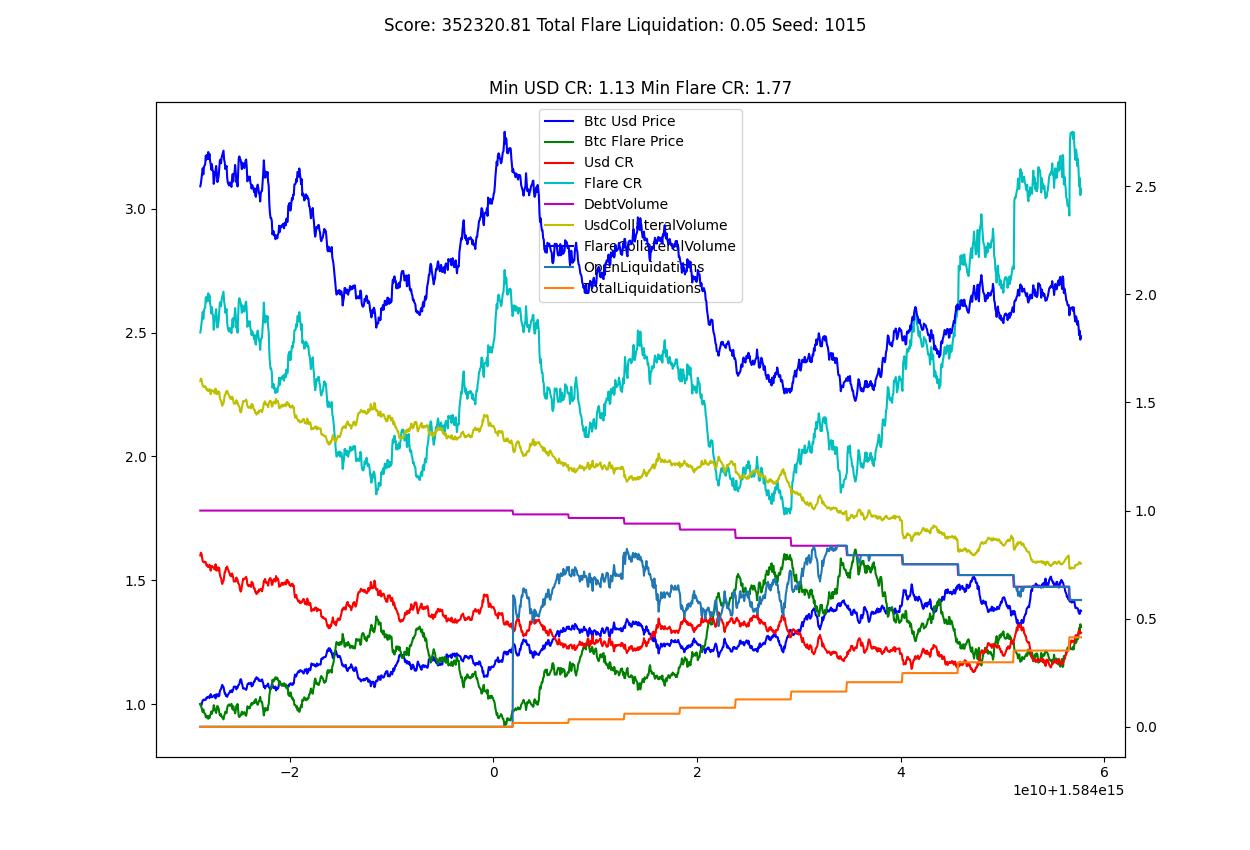 Score: 352320.81 Total Flare Liquidation: 0.05 Seed: 1015
Min USD CR: 1.13 Min Flare CR: 1.77
Btc Usd Price
Btc Flare Price
Usd CR
Flare CR
DebtVolume
UsdCollateralVolume
FlareCollateralVolume
OpenLiquidations
TotalLiquidations
3.0
2.5
2.0
1.5
1.0
2.5
2.0
1.5
1.0
0.5
0.0
−2
0
2
4
6
1e10+1.584e15